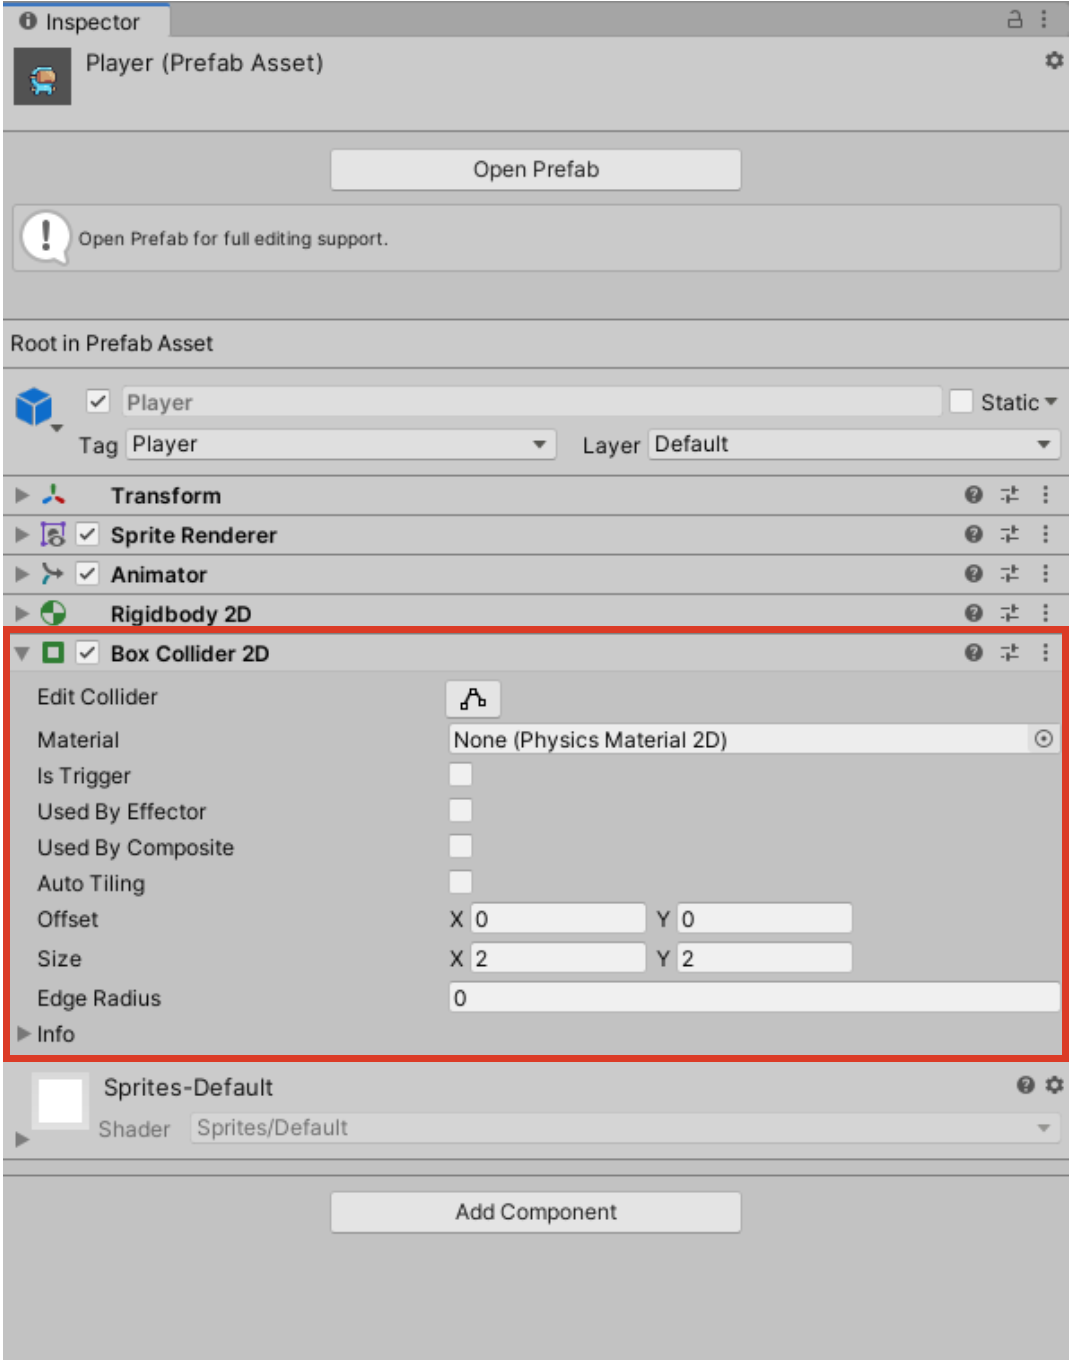 Inspector
Player (Prefab Asset)
Open Prefab
Open Prefab for full editing support.
Root in Prefab Asset
Player Static
Tag Player Layer Default
Transform
Sprite Renderer
Animator
Rigidbody 2D
Box Collider 2D
Edit Collider
Material None (Physics Material 2D)
Is Trigger
Used By Effector
Used By Composite
Auto Tiling
Offset X 0 Y 0
Size X 2 Y 2
Edge Radius 0
Info
Sprites-Default
Shader Sprites/Default
Add Component